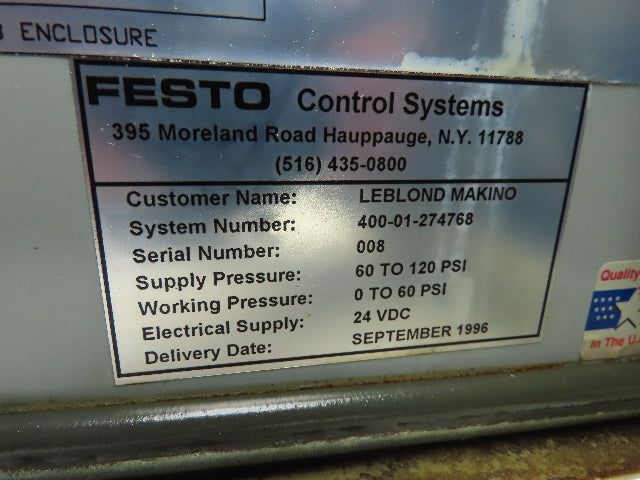 ENCLOSURE
FESTO Control Systems
395 Moreland Road Hauppauge, N.Y. 11788
(516) 435-0800
Customer Name: LEBLOND MAKINO
System Number: 400-01-274768
Serial Number: 008
Supply Pressure: 60 TO 120 PSI
Working Pressure: 0 TO 60 PSI
Electrical Supply: 24 VDC
Delivery Date: SEPTEMBER 1996
Quality
In The U.